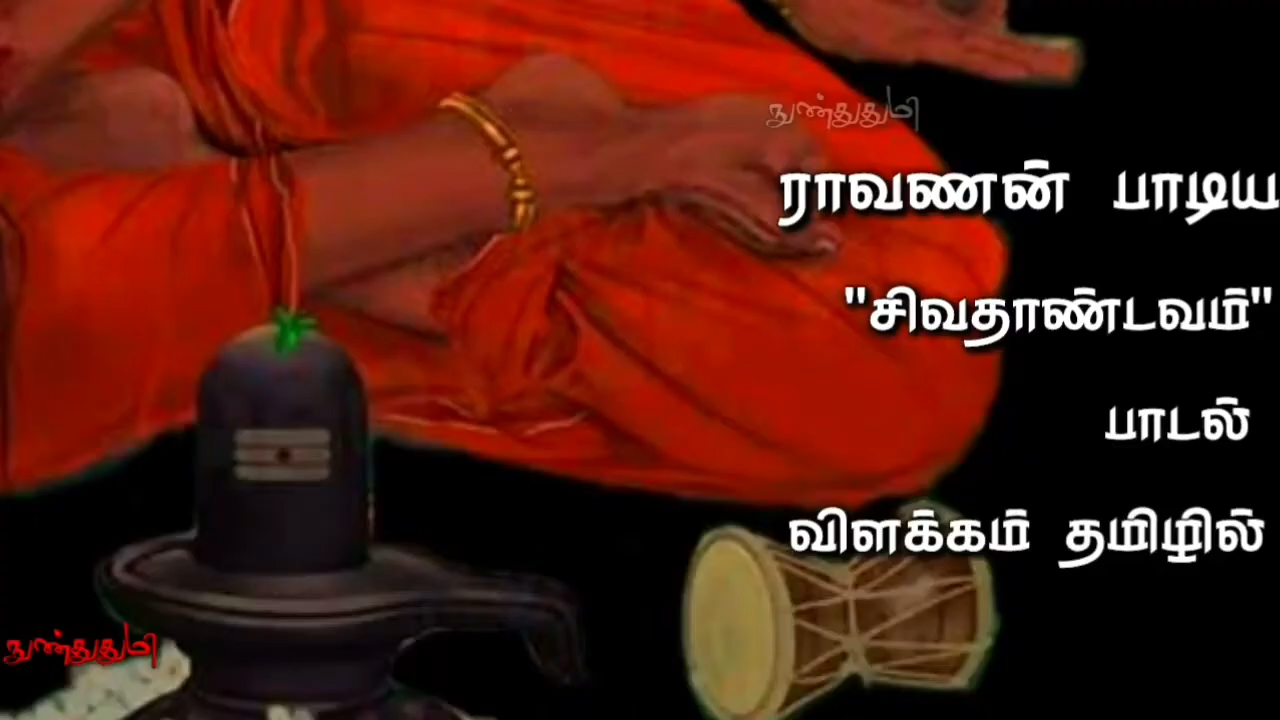 நுண்துதுமி
ராவணன் பாடிய
"சிவதாண்டவம்"
பாடல்
விளக்கம் தமிழில்
நுண்துதுமி